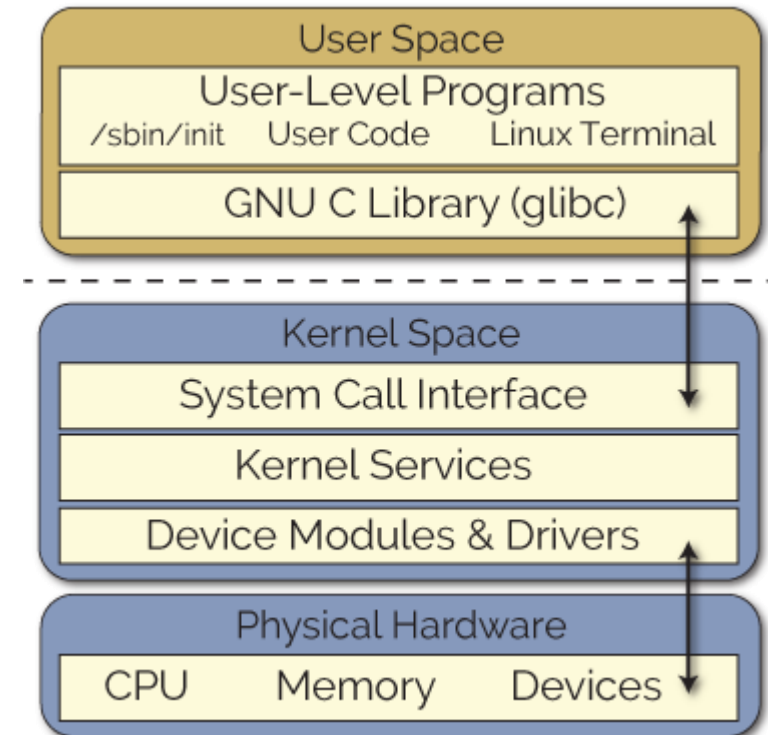 User Space
User-Level Programs
/sbin/init User Code Linux Terminal
GNU C Library (glibc)
Kernel Space
System Call Interface
Kernel Services
Device Modules & Drivers
Physical Hardware
CPU Memory Devices